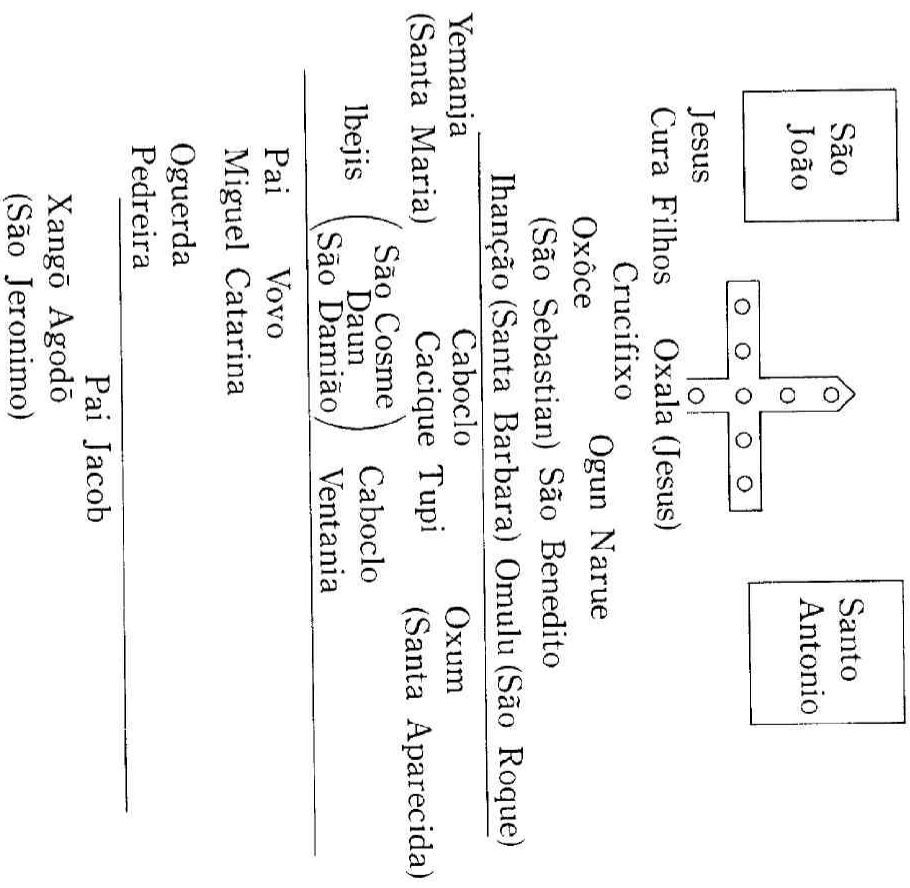 São
João
Santo
Antonio
Jesus
Cura Filhos Oxala (Jesus)
Crucifixo Ogun Narue
Oxôce
(São Sebastian) São Benedito
Ihanção (Santa Barbara) Omulu (São Roque)
Yemanja Caboclo Oxum
(Santa Maria) Cacique Tupi (Santa Aparecida)
Ibejis (São Cosme Daun São Damião) Caboclo
Ventania
Pai Vovo
Miguel Catarina
Oguerda
Pedreira
Pai Jacob
Xangō Agodō
(São Jeronimo)